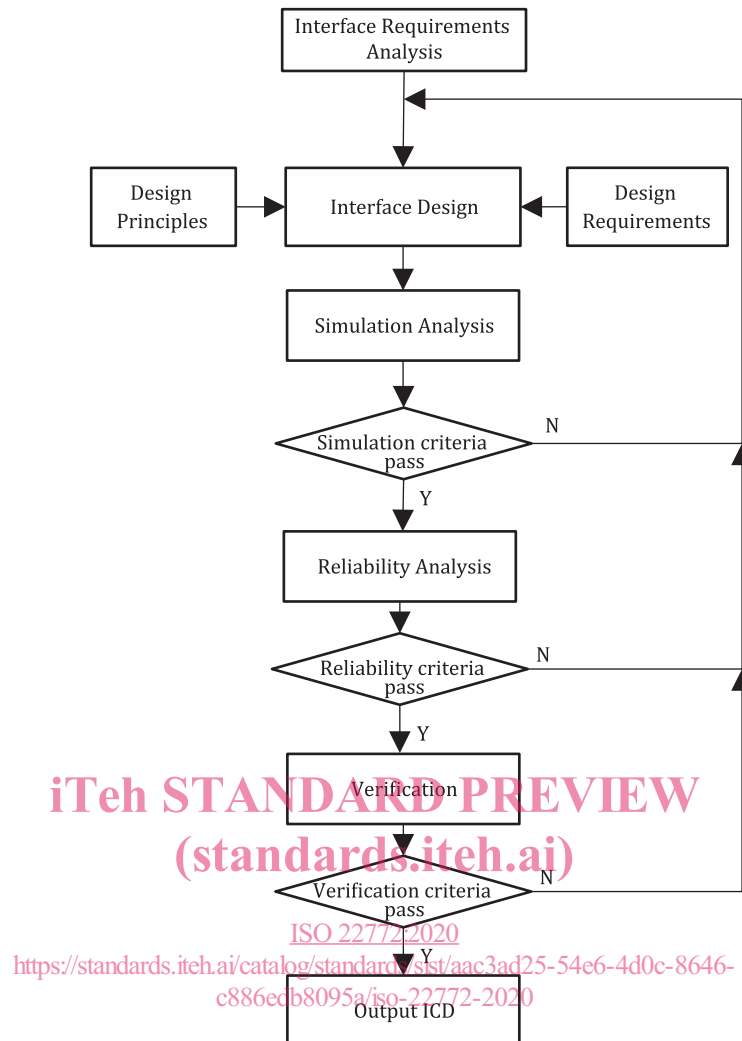 Interface Requirements
Analysis
Design
Principles
Interface Design
Design
Requirements
Simulation Analysis
Simulation criteria
pass
N
Y
Reliability Analysis
Reliability criteria
pass
N
Y
Verification
iTeh STANDARD PREVIEW
(standards.iteh.ai)
Verification criteria
pass
N
ISO 22772:2020
Y
https://standards.iteh.ai/catalog/standards/sist/aac3ad25-54e6-4d0c-8646-
c886edb8095a/iso-22772-2020
Output ICD